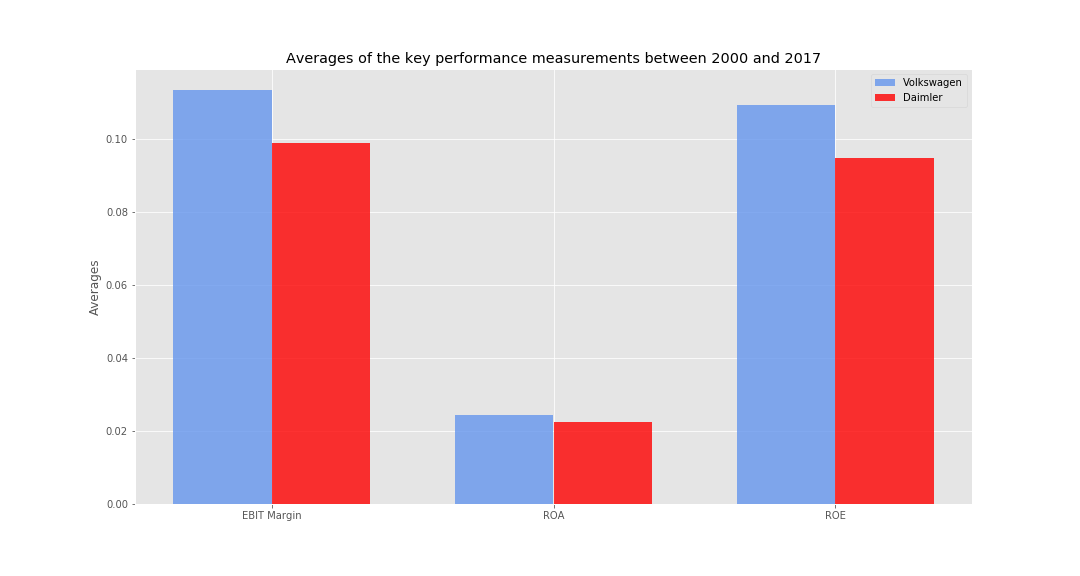 Averages of the key performance measurements between 2000 and 2017
Volkswagen
Daimler
0.10
0.08
0.06
0.04
0.02
0.00
Averages
EBIT Margin
ROA
ROE